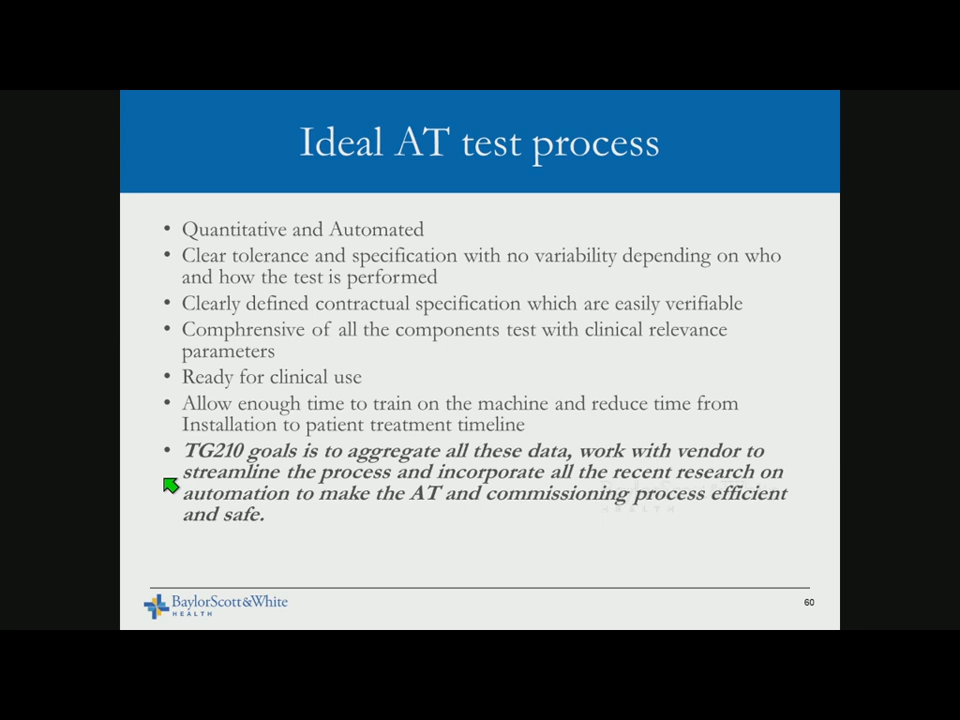 Ideal AT test process
• Quantitative and Automated
• Clear tolerance and specification with no variability depending on who
and how the test is performed
• Clearly defined contractual specification which are easily verifiable
• Comphrensive of all the components test with clinical relevance
parameters
• Ready for clinical use
• Allow enough time to train on the machine and reduce time from
Installation to patient treatment timeline
• TG210 goals is to aggregate all these data, work with vendor to
streamline the process and incorporate all the recent research on
automation to make the AT and commissioning process efficient
and safe.
BaylorScott&White
HEALTH
60